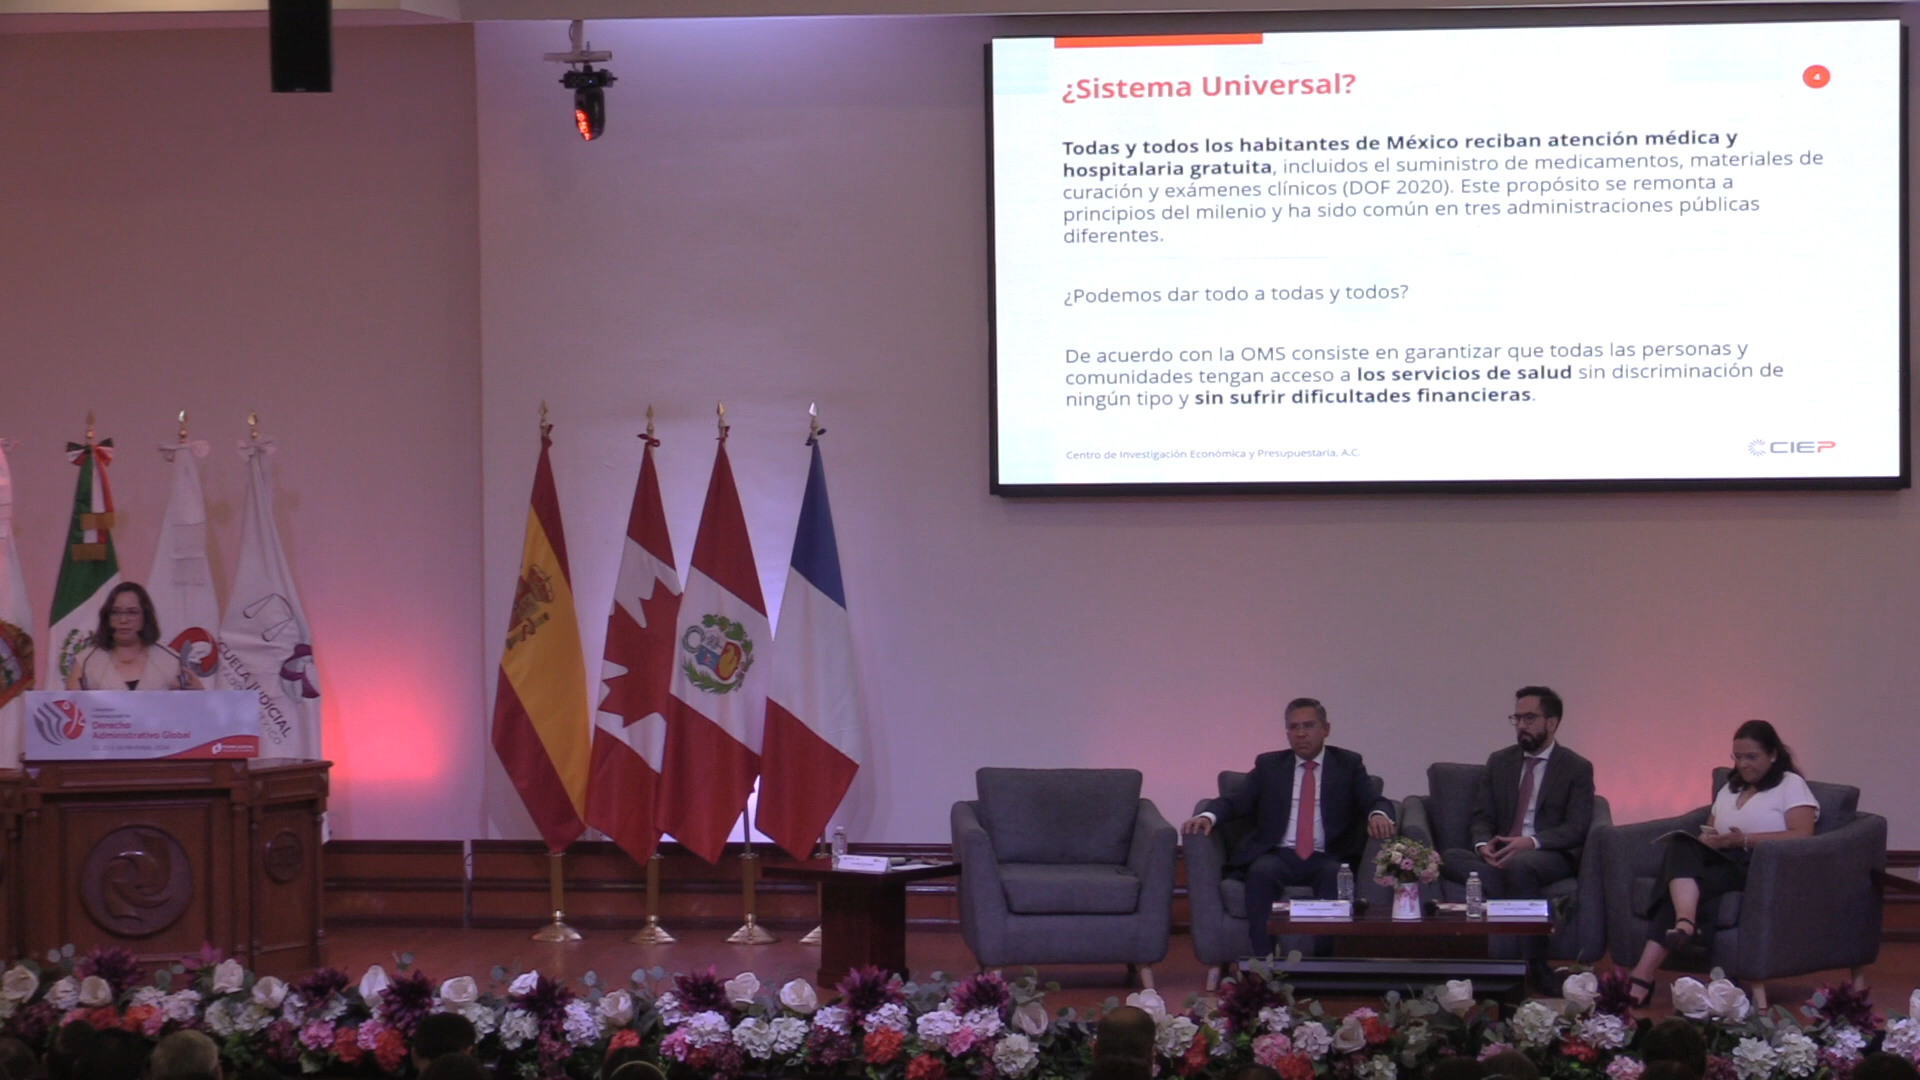 ¿Sistema Universal?
4
Todas y todos los habitantes de México reciban atención médica y
hospitalaria gratuita, incluidos el suministro de medicamentos, materiales de
curación y exámenes clínicos (DOF 2020). Este propósito se remonta a
principios del milenio y ha sido común en tres administraciones públicas
diferentes.
¿Podemos dar todo a todas y todos?
De acuerdo con la OMS consiste en garantizar que todas las personas y
comunidades tengan acceso a los servicios de salud sin discriminación de
ningún tipo y sin sufrir dificultades financieras.
Centro de Investigación Económica y Presupuestaria, A.C.
CIEP
CUELA JUDICIAL
Derecho
Administrativo Global